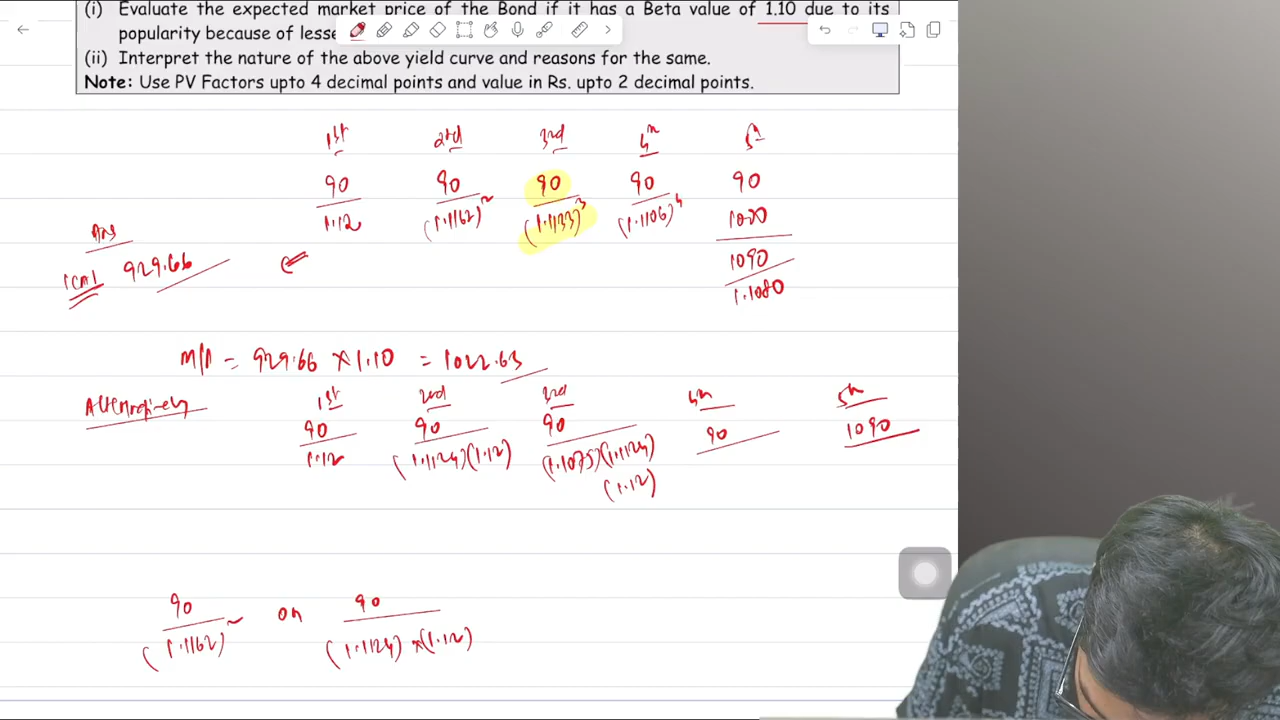 (i) Evaluate the expected market price of the Bond if it has a Beta value of 1.10 due to its
popularity because of lesse
(ii) Interpret the nature of the above yield curve and reasons for the same.
Note: Use PV Factors upto 4 decimal points and value in Rs. upto 2 decimal points.
1st 2nd 3rd 4th 5th
90 90 90 90 90
1.12 (1.1162)² (1.1133)³ (1.1106)⁴ 1000
Ans 1090
ICAI 929.66 1.1080
M/P = 929.66 × 1.10 = 1022.63
Alternatively 1st 2nd 3rd 4th 5th
90 90 90 90 1090
1.12 (1.1124)(1.12) (1.1075)(1.1124)
(1.12)
90 or 90
(1.1162)² (1.1124)×(1.12)